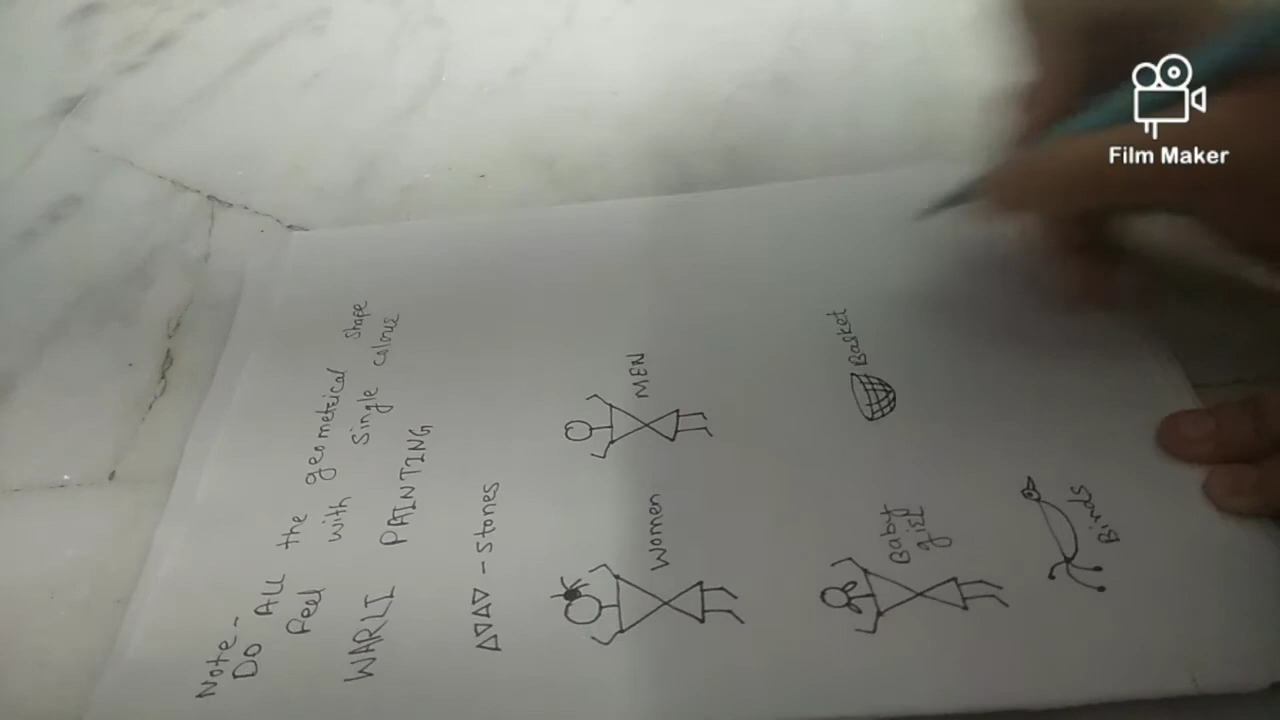 Note -
DO All the geometrical shape
Feel with single colour
WARLI PAINTING
- Stones
Women
MEN
Baby
girl
Basket
Birds
Film Maker